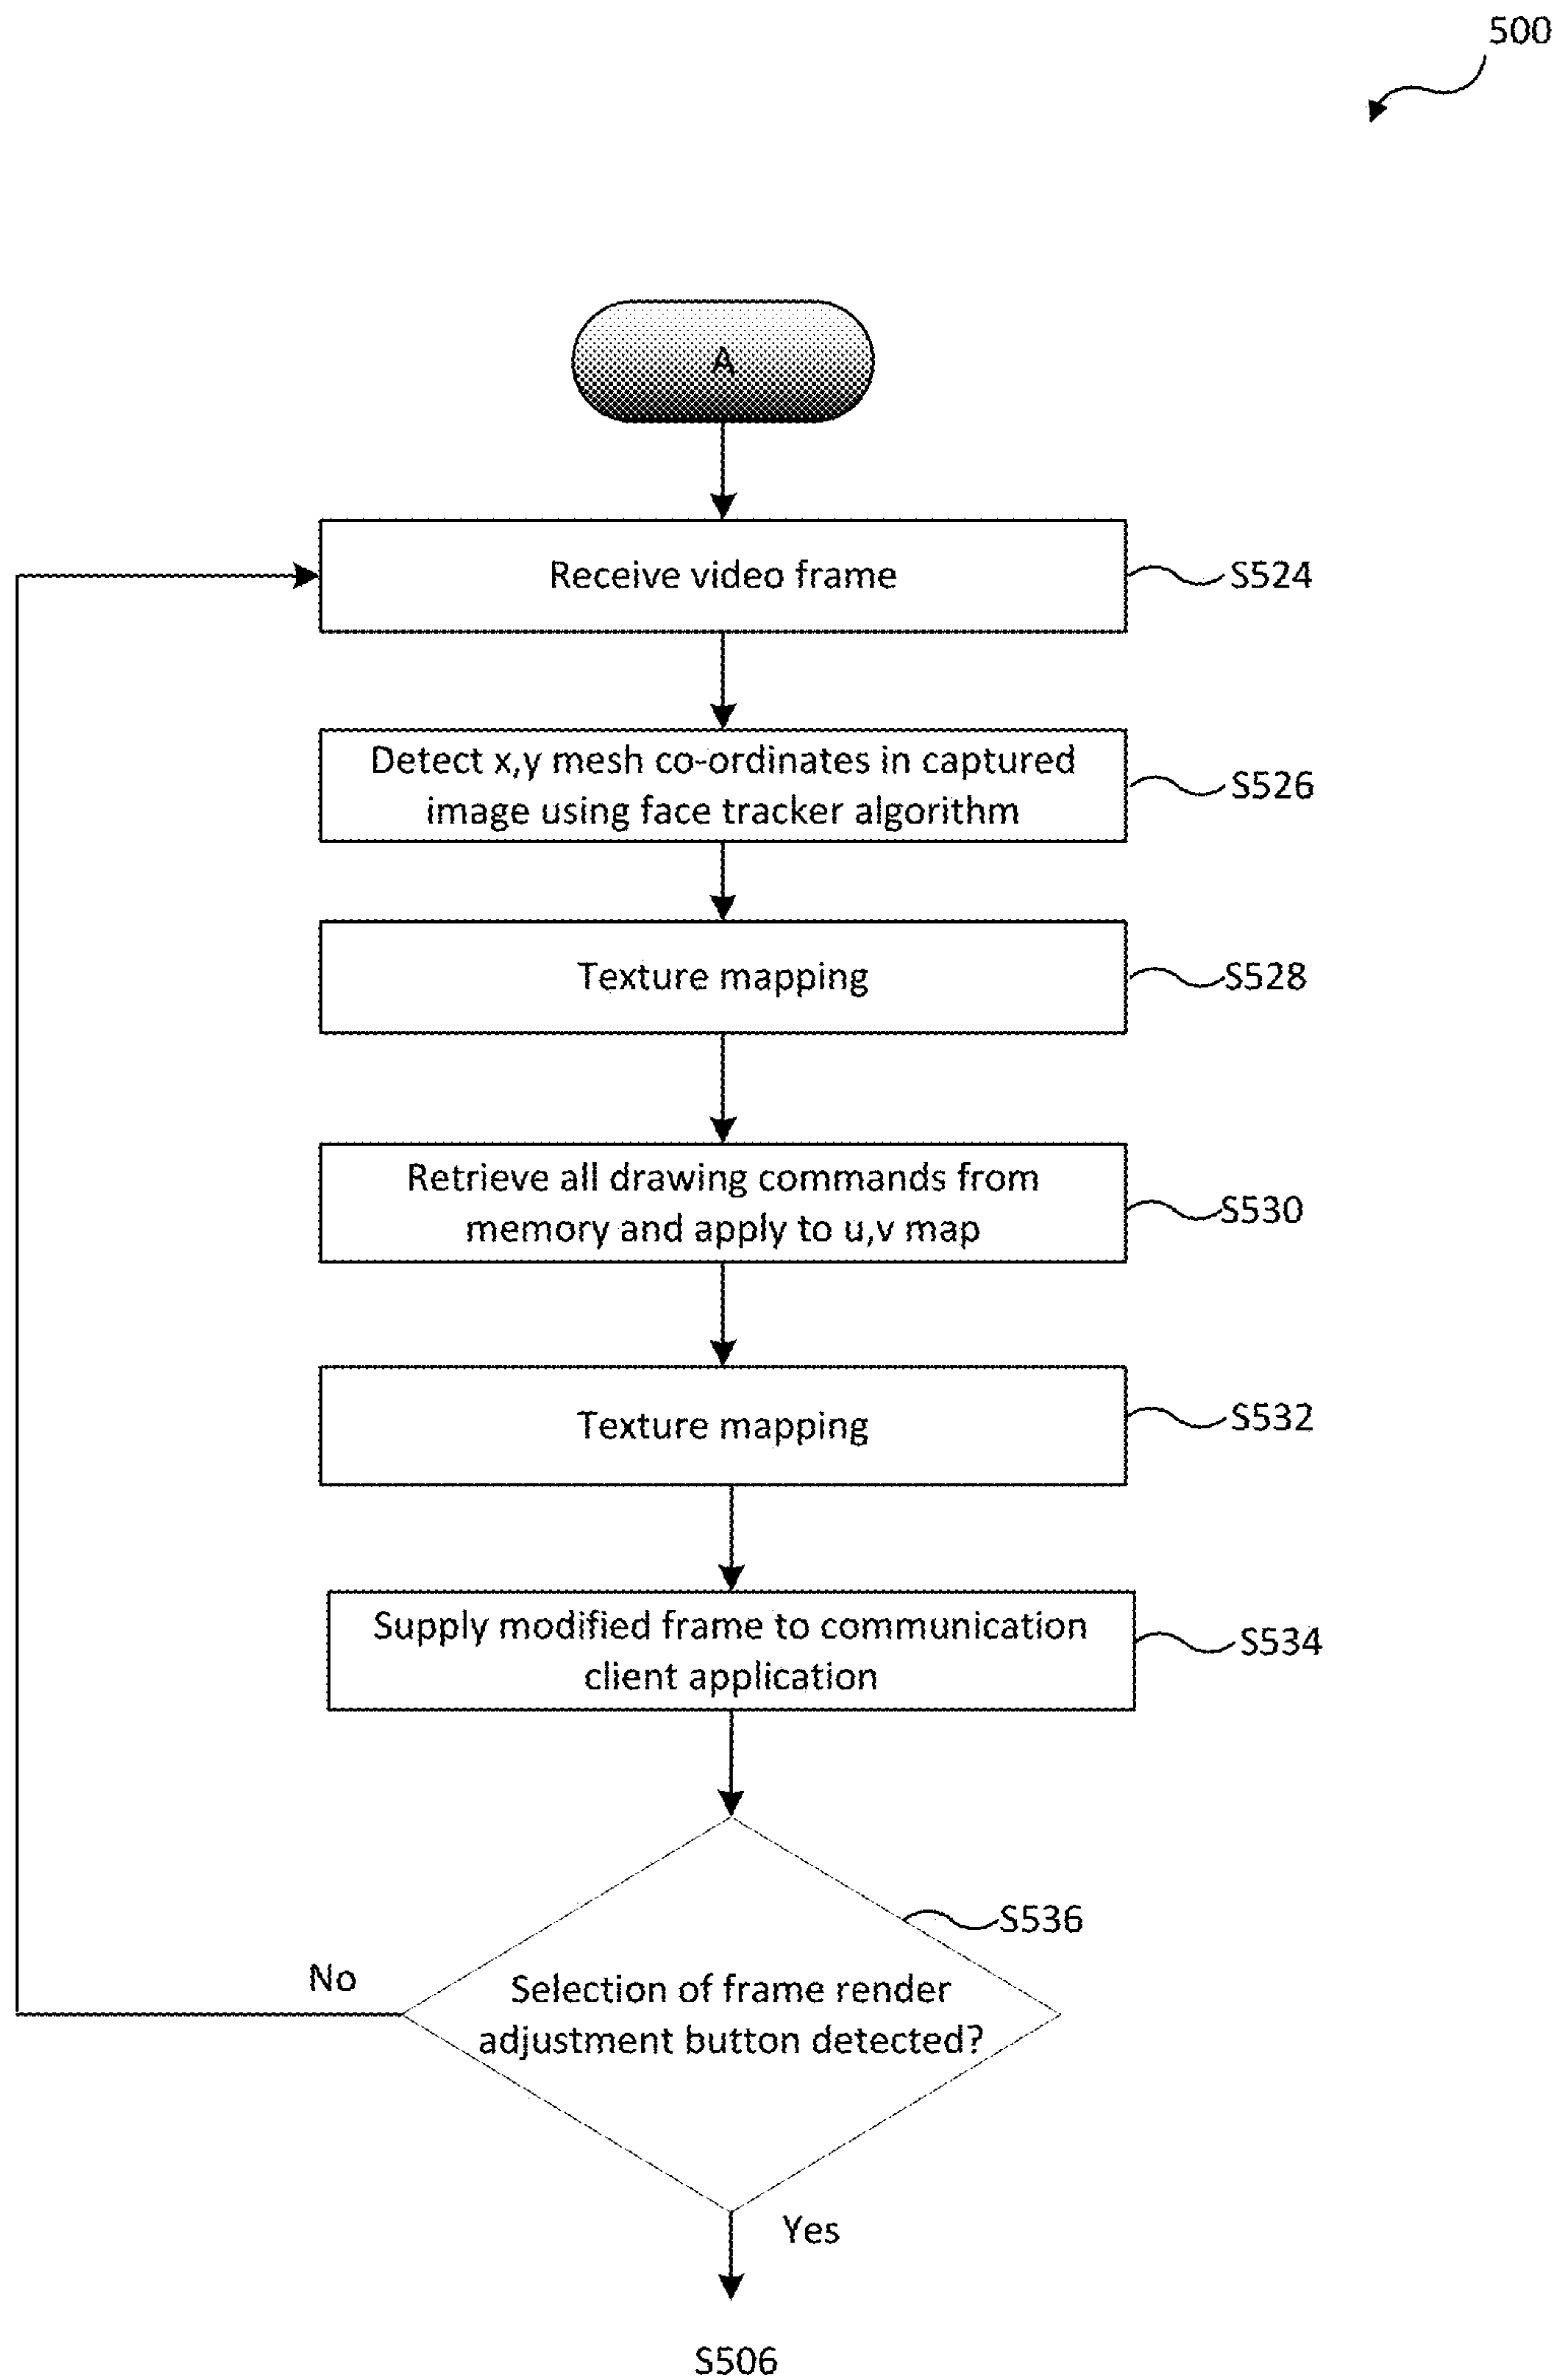 500
A
Receive video frame
S524
Detect x,y mesh co-ordinates in captured
image using face tracker algorithm
S526
Texture mapping
S528
Retrieve all drawing commands from
memory and apply to u,v map
S530
Texture mapping
S532
Supply modified frame to communication
client application
S534
S536
No
Selection of frame render
adjustment button detected?
Yes
S506